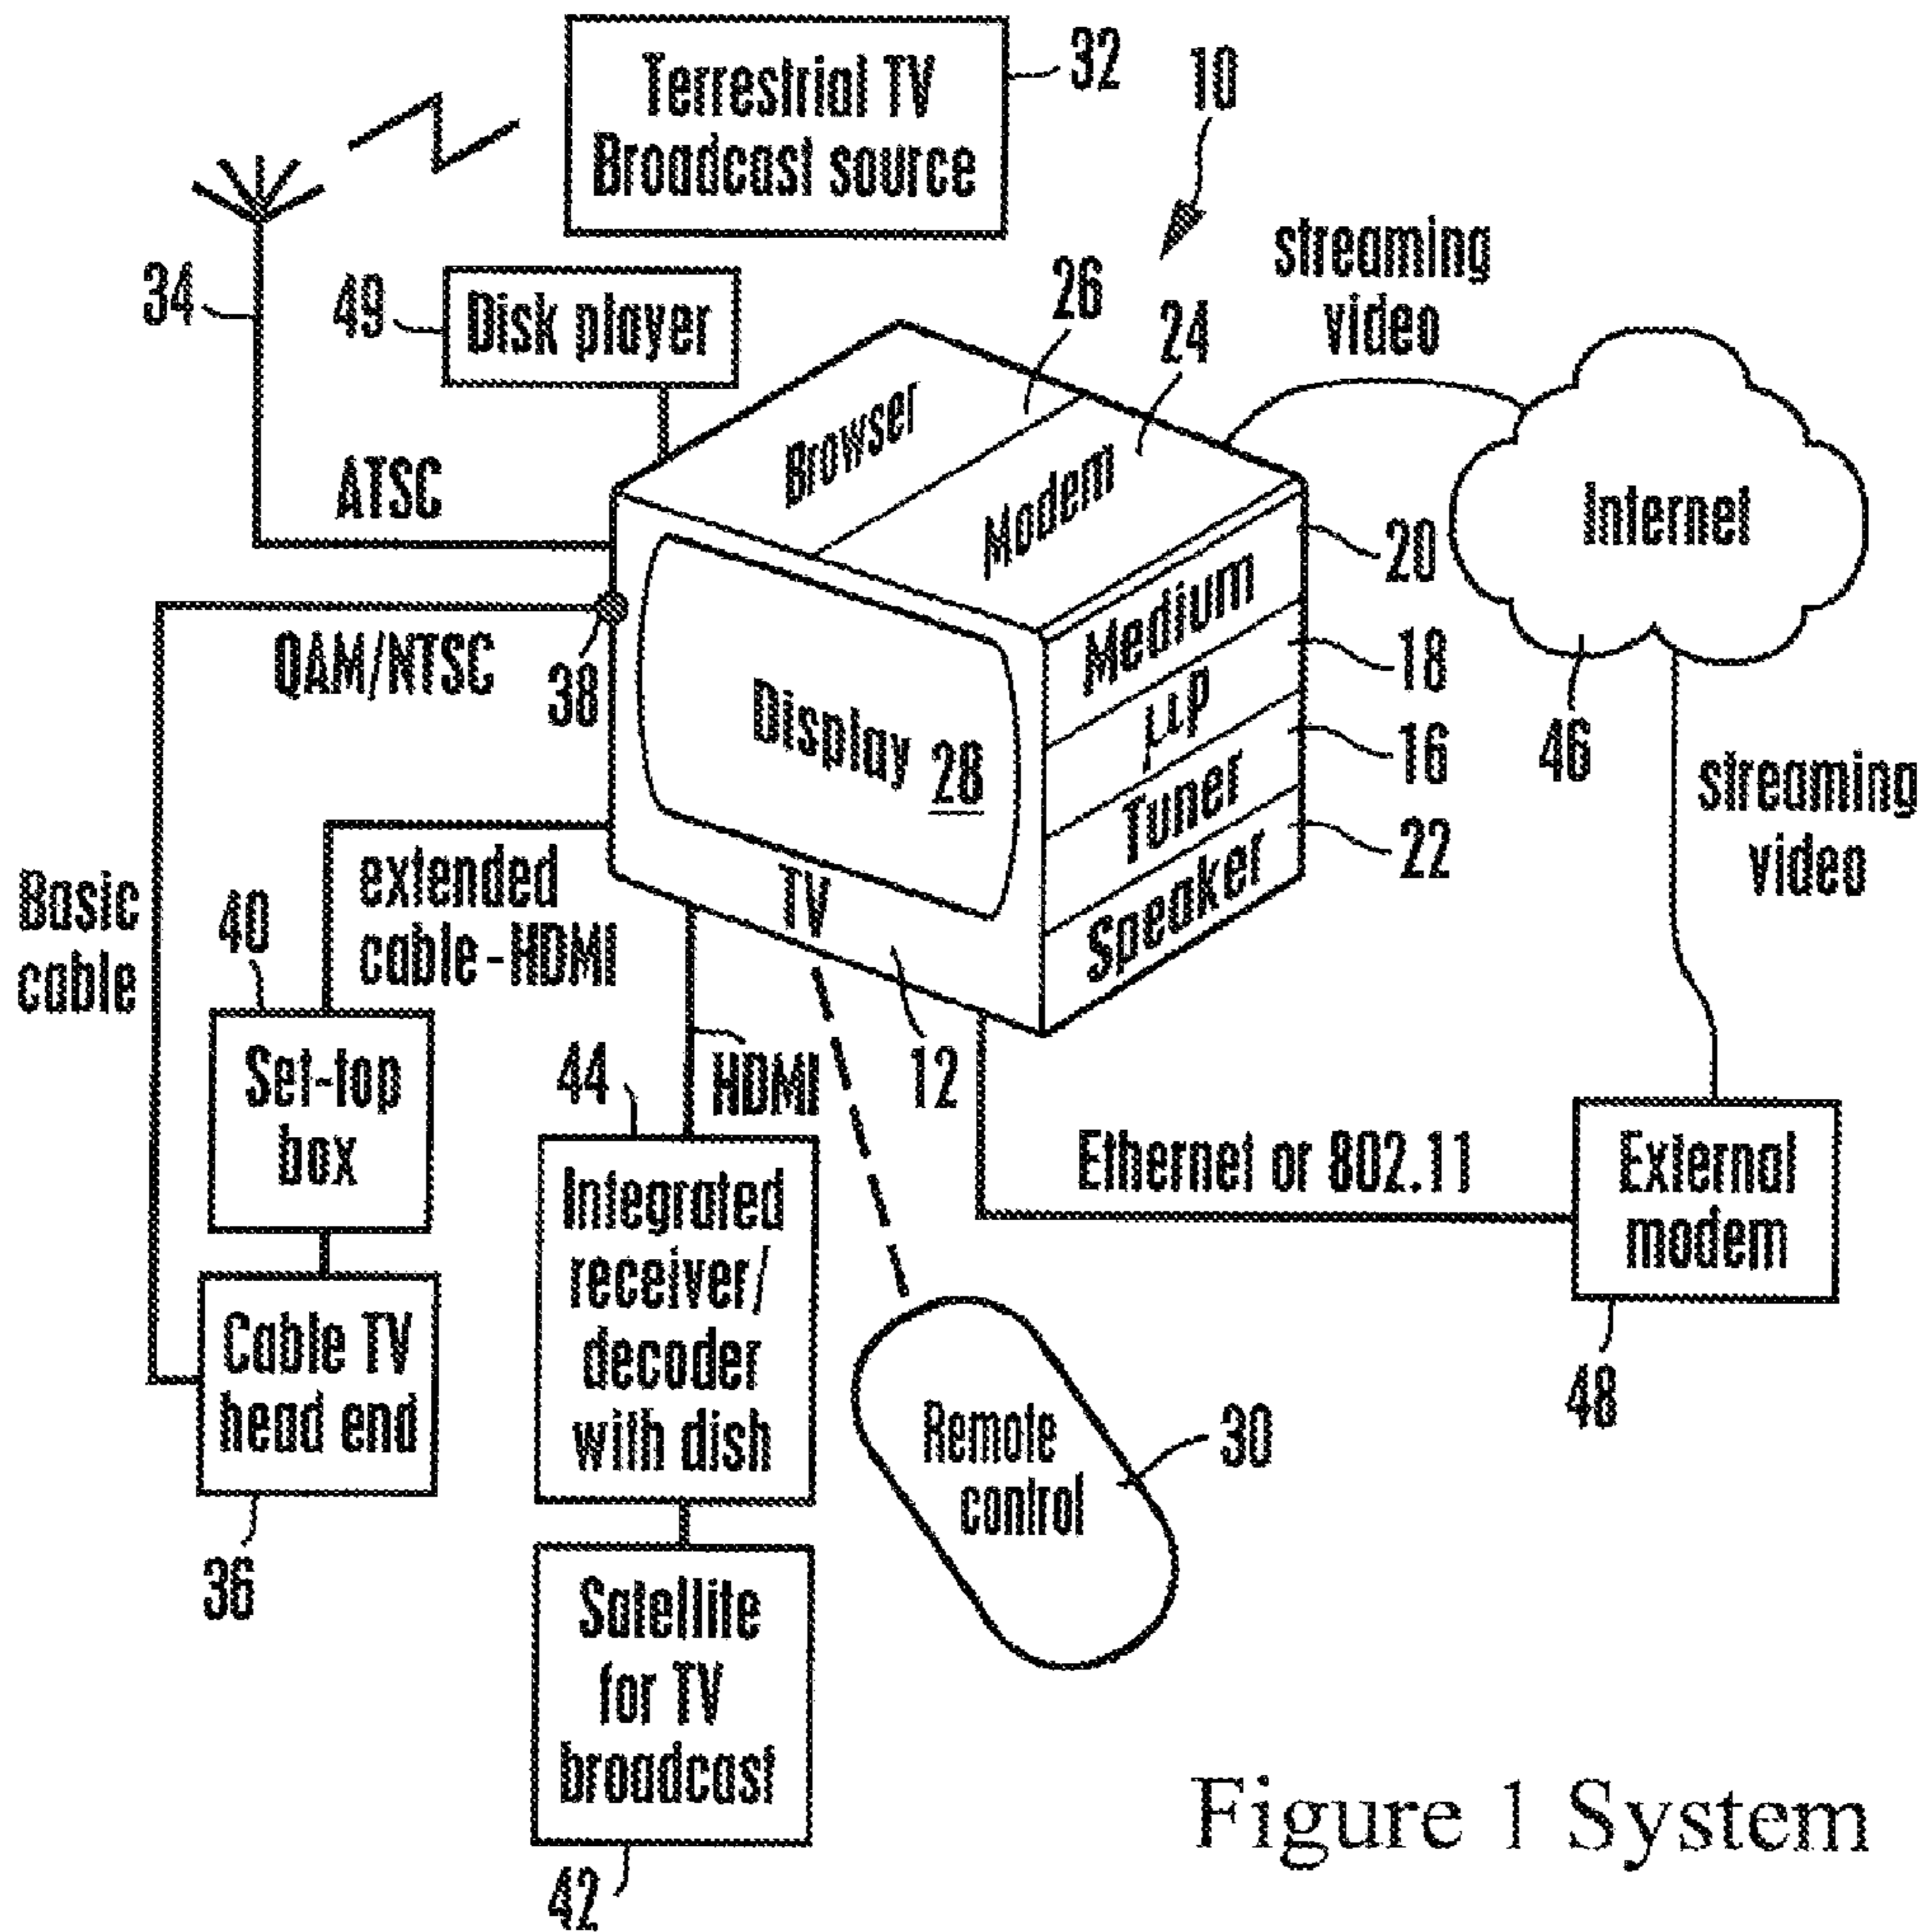 Terrestrial TV
Broadcast source
32
10
34
49
Disk player
26
24
streaming
video
Browser
Modem
ATSC
Internet
20
Medium
QAM/NTSC
38
18
µP
Display 28
16
46
Tuner
streaming
video
22
TV
Speaker
Basic
cable
extended
cable-HDMI
40
12
44
HDMI
Set-top
box
Ethernet or 802.11
External
modem
Integrated
receiver/
decoder
with dish
Cable TV
head end
48
Remote
control
30
36
Satellite
for TV
broadcast
42
Figure 1 System